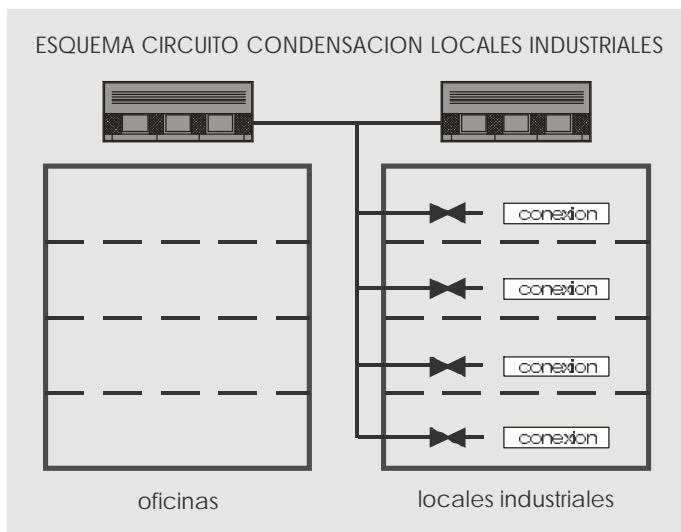 ESQUEMA CIRCUITO CONDENSACION LOCALES INDUSTRIALES
conexion
conexion
conexion
conexion
oficinas
locales industriales